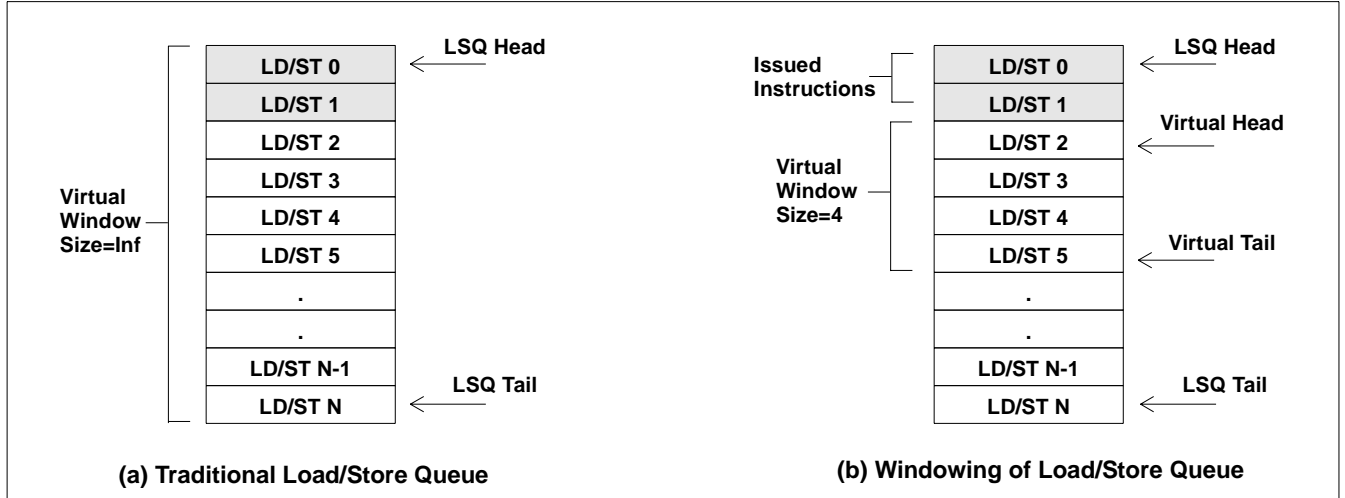 LSQ Head
LD/ST 0
LD/ST 1
LD/ST 2
LD/ST 3
Virtual
Window
Size=Inf
LD/ST 4
LD/ST 5
.
.
LD/ST N-1
LD/ST N
LSQ Tail
(a) Traditional Load/Store Queue
LSQ Head
Issued
Instructions
LD/ST 0
LD/ST 1
Virtual Head
LD/ST 2
Virtual
Window
Size=4
LD/ST 3
LD/ST 4
LD/ST 5
Virtual Tail
.
.
LD/ST N-1
LD/ST N
LSQ Tail
(b) Windowing of Load/Store Queue